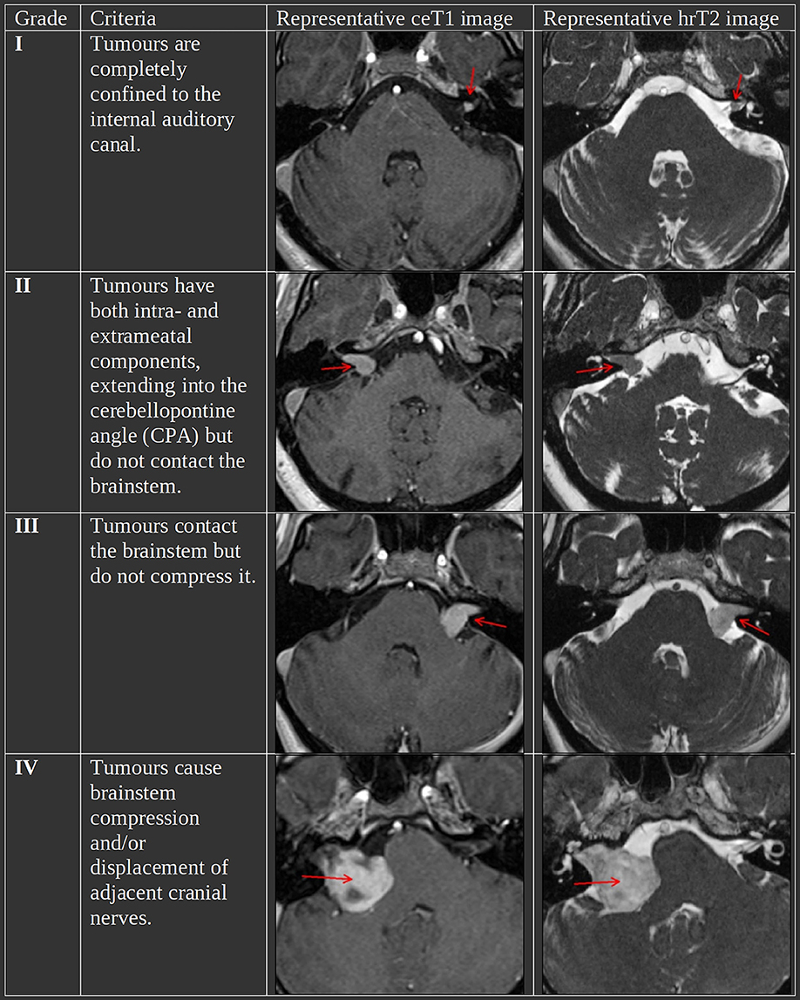 Grade Criteria Representative ceT1 image Representative hrT2 image
I
Tumours are
completely
confined to the
internal auditory
canal.
II
Tumours have
both intra- and
extrameatal
components,
extending into the
cerebellopontine
angle (CPA) but
do not contact the
brainstem.
III
Tumours contact
the brainstem but
do not compress it.
IV
Tumours cause
brainstem
compression
and/or
displacement of
adjacent cranial
nerves.